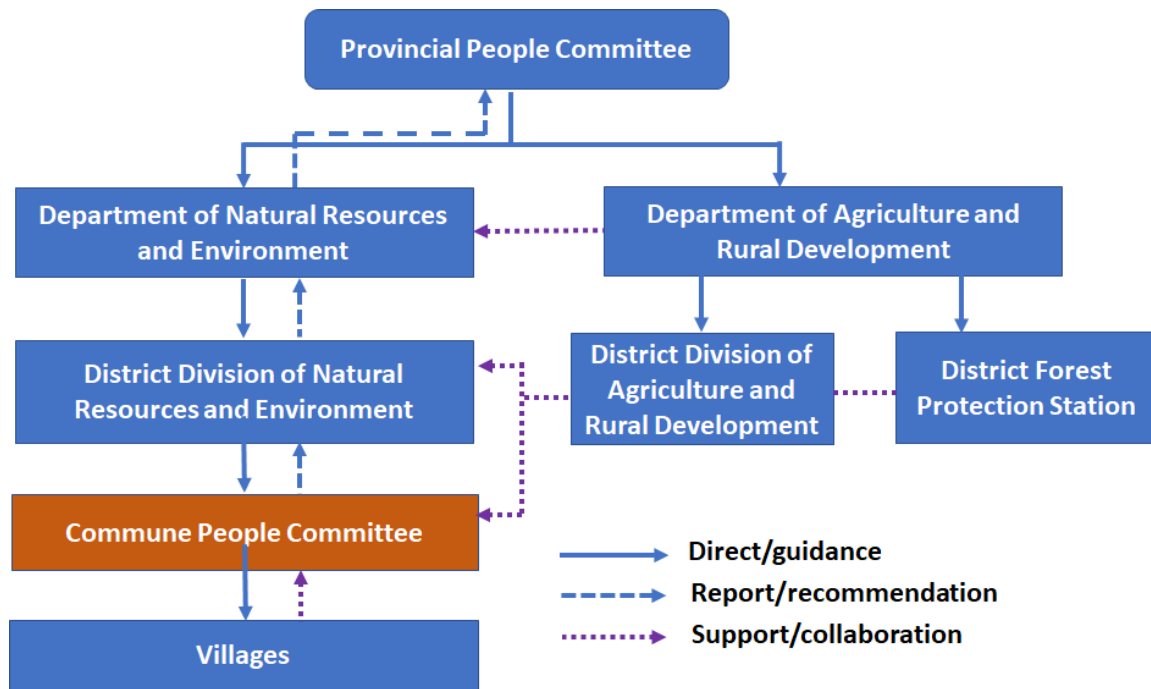 Provincial People Committee
Department of Natural Resources
and Environment
Department of Agriculture and
Rural Development
District Division of Natural
Resources and Environment
District Division of
Agriculture and
Rural Development
District Forest
Protection Station
Commune People Committee
Villages
Direct/guidance
Report/recommendation
Support/collaboration